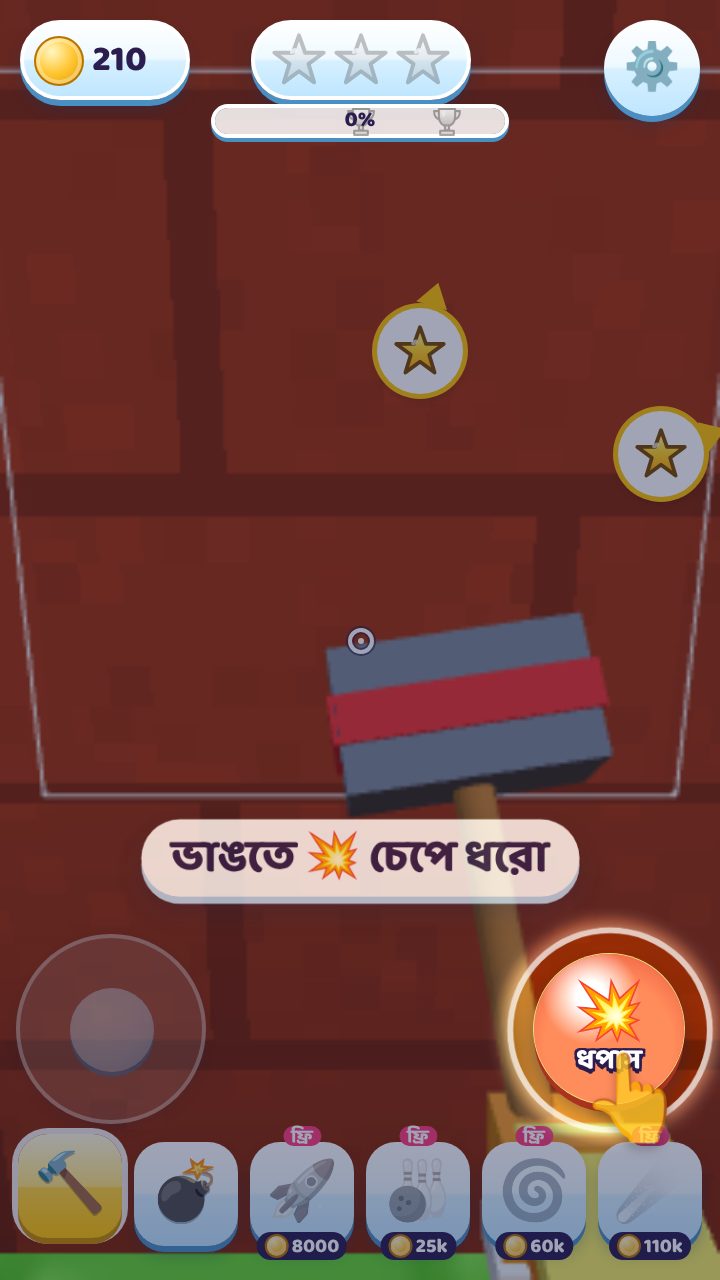 210
0%
ভাঙতে 💥 চেপে ধরো
ধপাস
ফ্রি ফ্রি ফ্রি ফ্রি
8000 25k 60k 110k